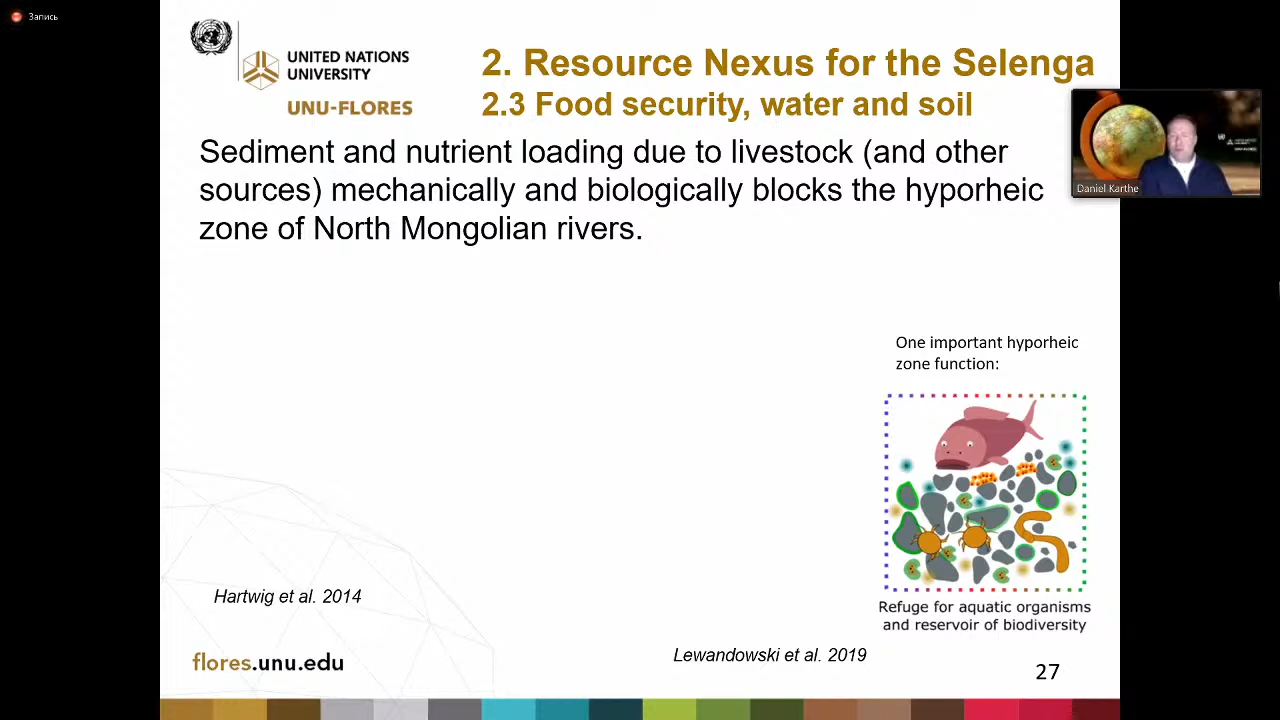 Запись
UNITED NATIONS
UNIVERSITY
UNU-FLORES
2. Resource Nexus for the Selenga
2.3 Food security, water and soil
Daniel Karthe
Sediment and nutrient loading due to livestock (and other
sources) mechanically and biologically blocks the hyporheic
zone of North Mongolian rivers.
One important hyporheic
zone function:
Refuge for aquatic organisms
and reservoir of biodiversity
Hartwig et al. 2014
Lewandowski et al. 2019
flores.unu.edu
27